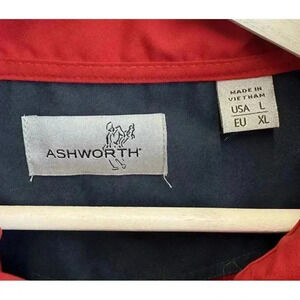 ASHWORTH
MADE IN
VIETNAM
USA L
EU XL